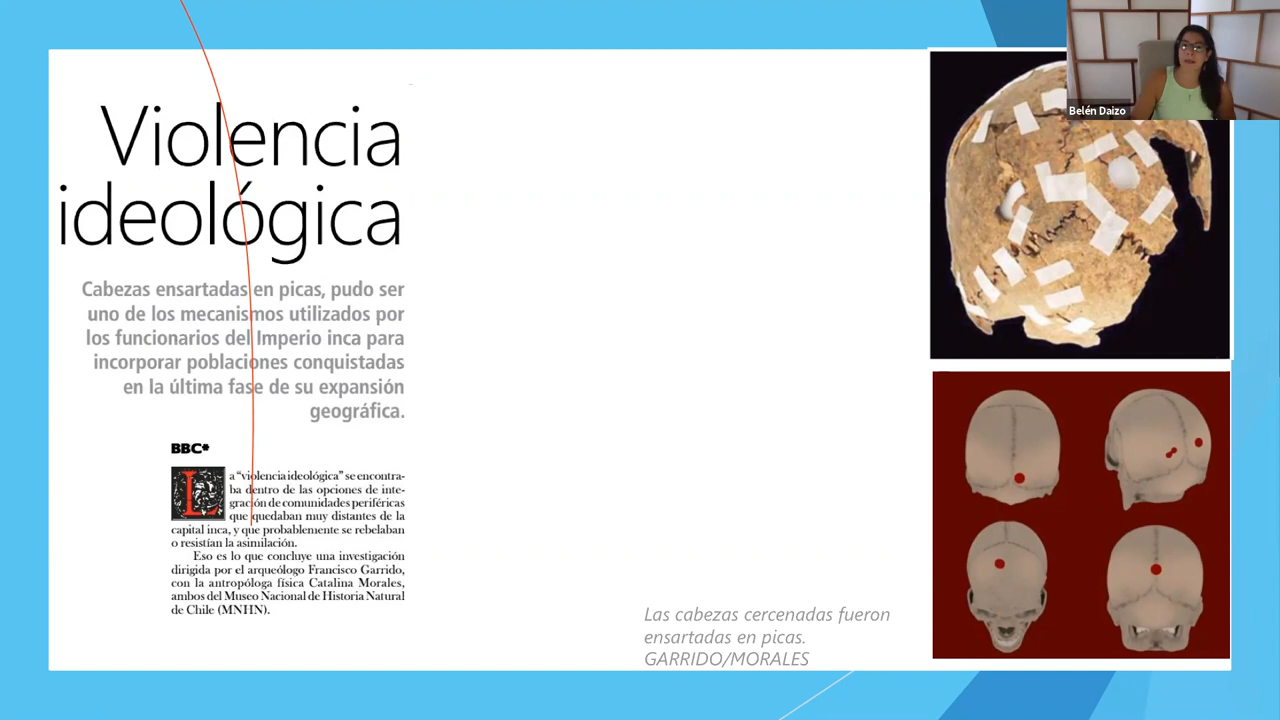 Violencia
ideológica
Cabezas ensartadas en picas, pudo ser
uno de los mecanismos utilizados por
los funcionarios del Imperio inca para
incorporar poblaciones conquistadas
en la última fase de su expansión
geográfica.
BBC*
La “violencia ideológica” se encontra-
ba dentro de las opciones de inte-
gración de comunidades periféricas
que quedaban muy distantes de la
capital inca, y que probablemente se rebelaban
o resistían la asimilación.
Eso es lo que concluye una investigación
dirigida por el arqueólogo Francisco Garrido,
con la antropóloga física Catalina Morales,
ambos del Museo Nacional de Historia Natural
de Chile (MNHN).
Las cabezas cercenadas fueron
ensartadas en picas.
GARRIDO/MORALES
Belén Daizo